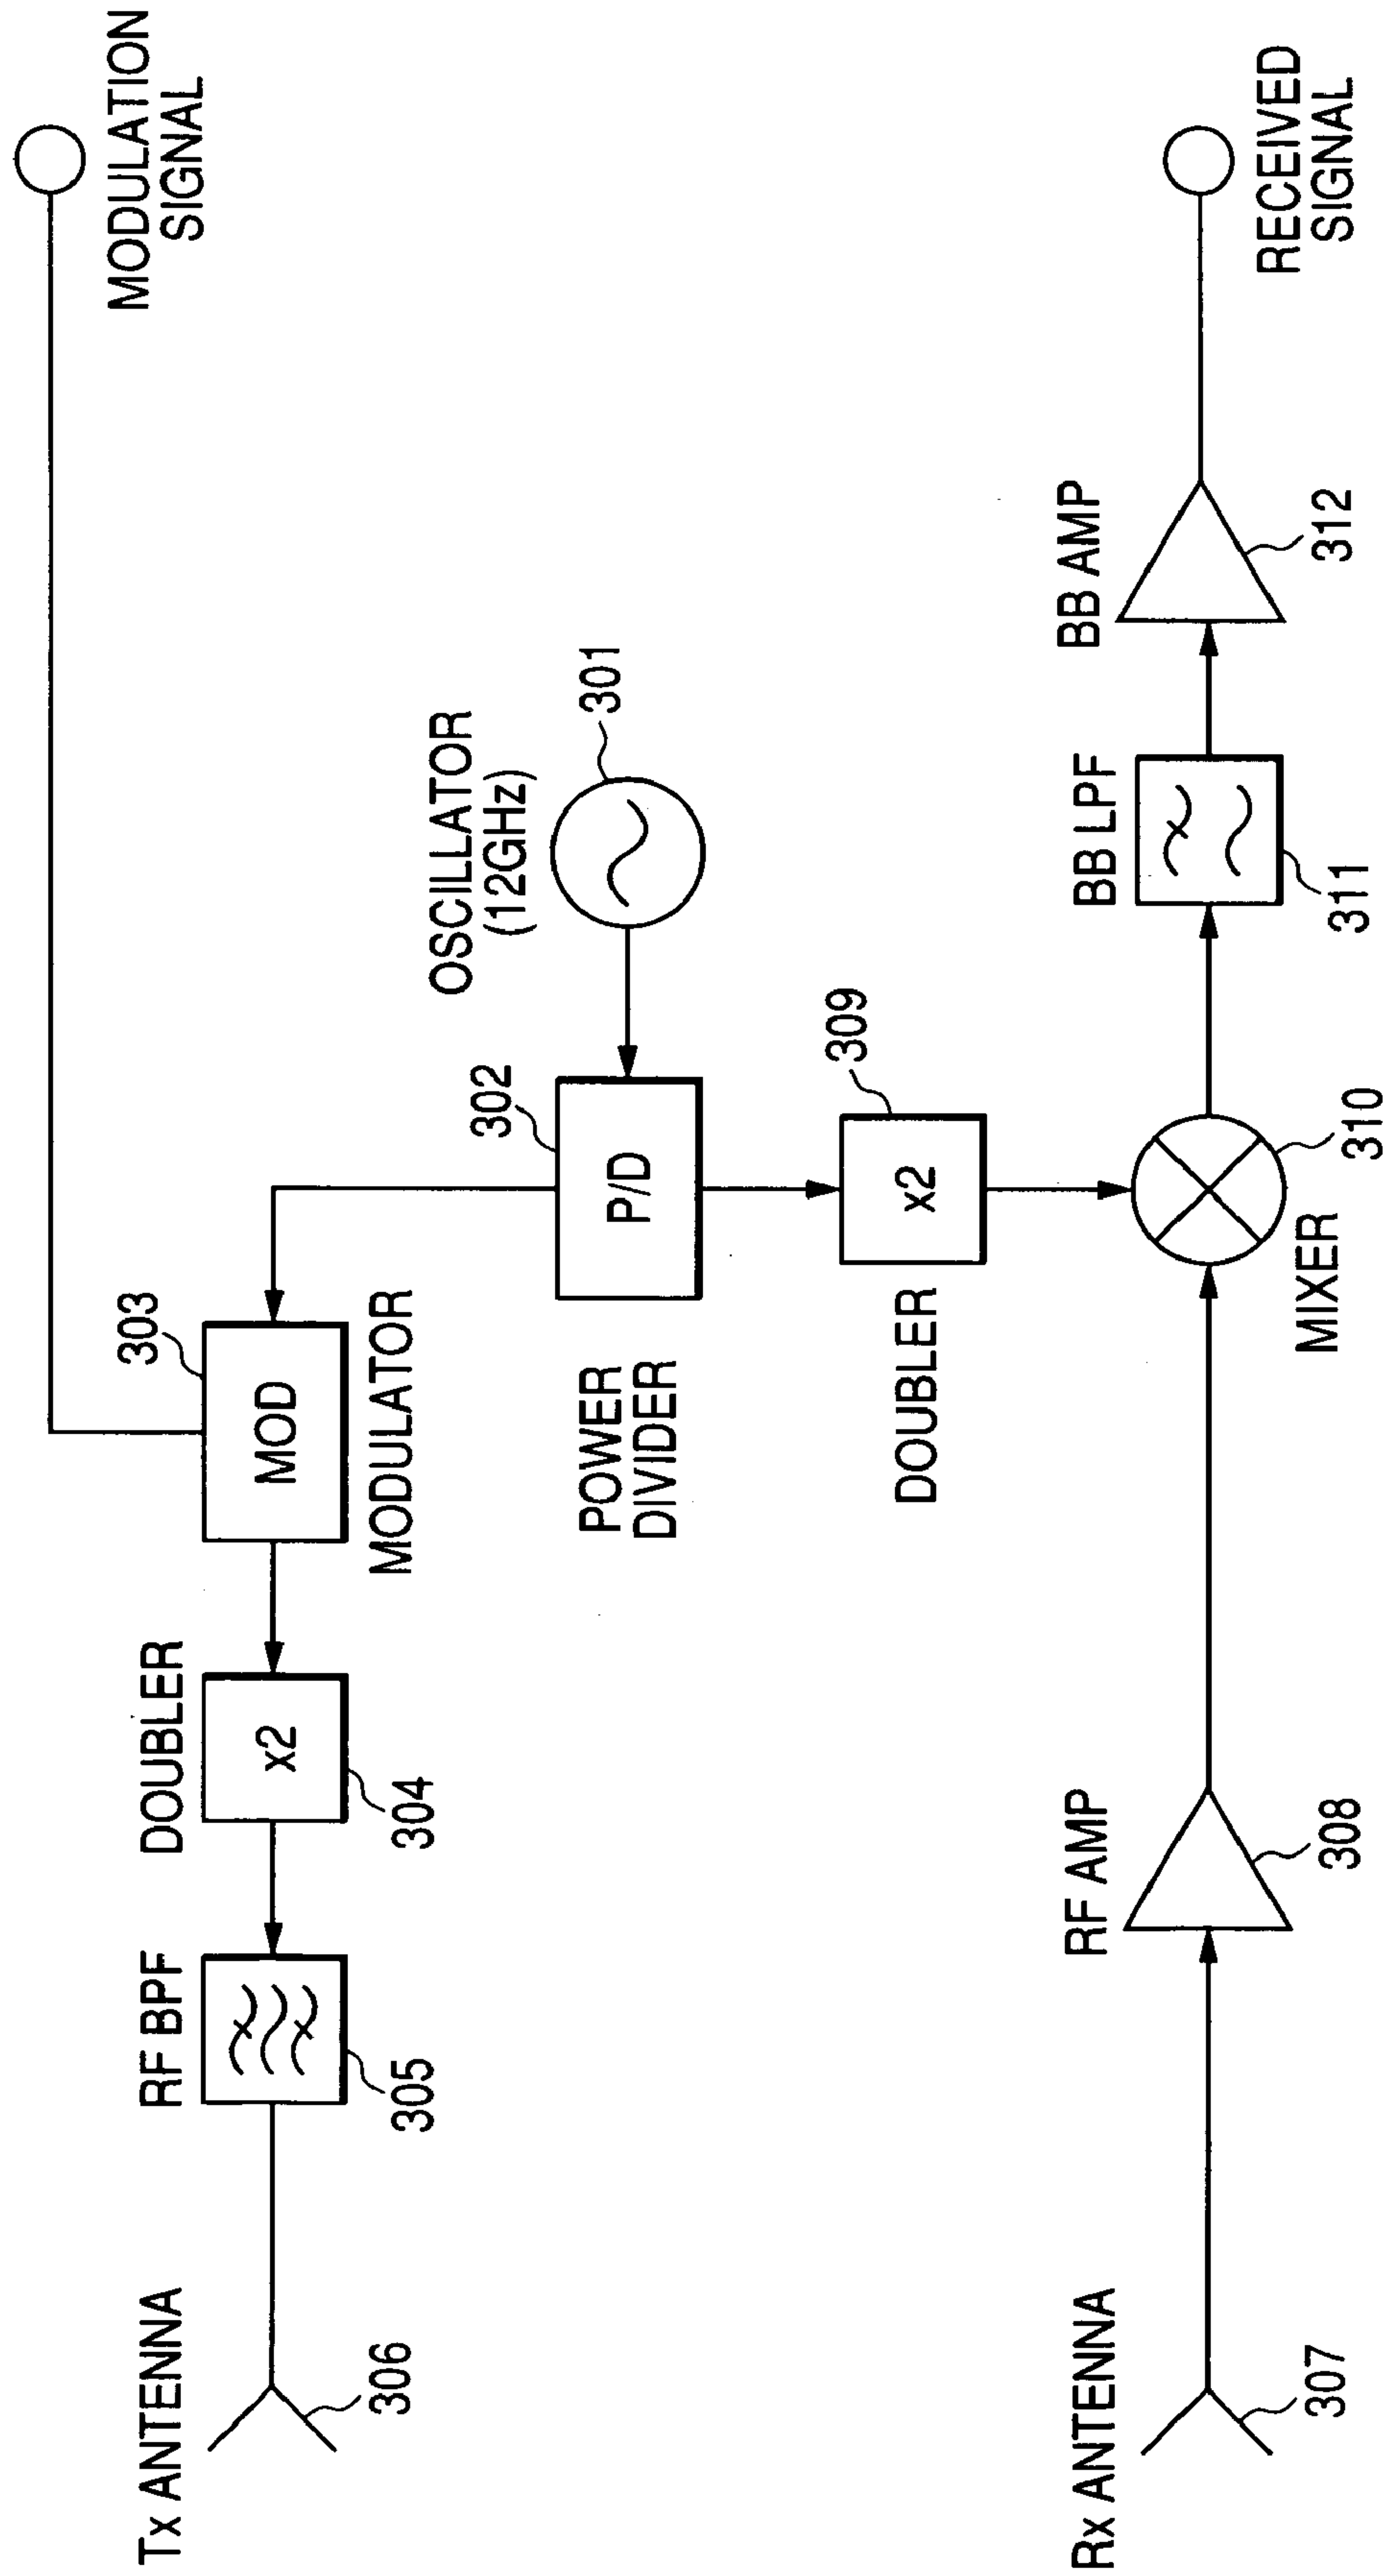 Tx ANTENNA
306
RF BPF
305
DOUBLER
x2
304
303
MOD
MODULATOR
MODULATION
SIGNAL
302
P/D
POWER
DIVIDER
OSCILLATOR
(12GHz)
301
309
x2
DOUBLER
Rx ANTENNA
307
RF AMP
308
MIXER
310
BB LPF
311
BB AMP
312
RECEIVED
SIGNAL